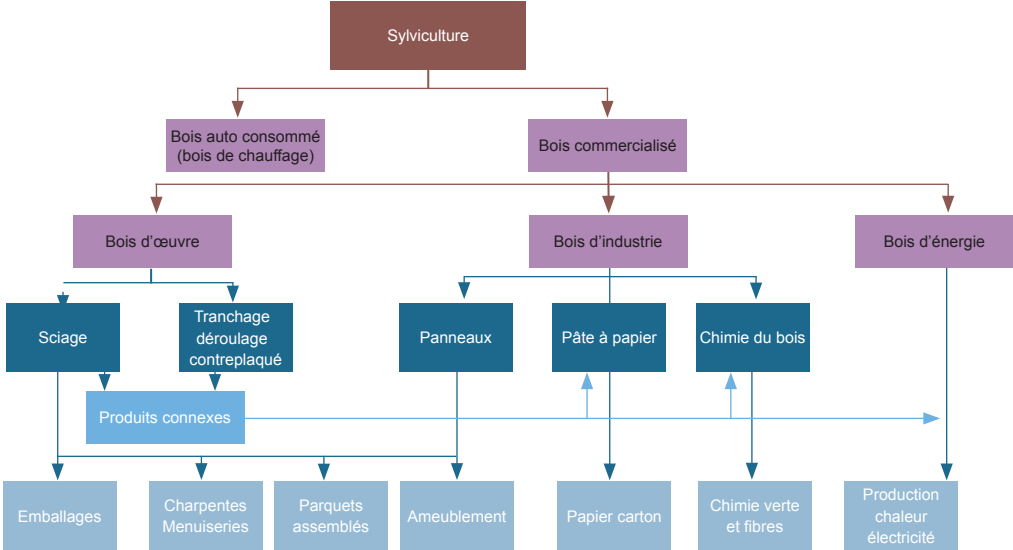 Sylviculture
Bois auto consommé
(bois de chauffage)
Bois commercialisé
Bois d'œuvre
Bois d'industrie
Bois d'énergie
Sciage
Tranchage
déroulage
contreplaqué
Panneaux
Pâte à papier
Chimie du bois
Produits connexes
Emballages
Charpentes
Menuiseries
Parquets
assemblés
Ameublement
Papier carton
Chimie verte
et fibres
Production
chaleur
électricité